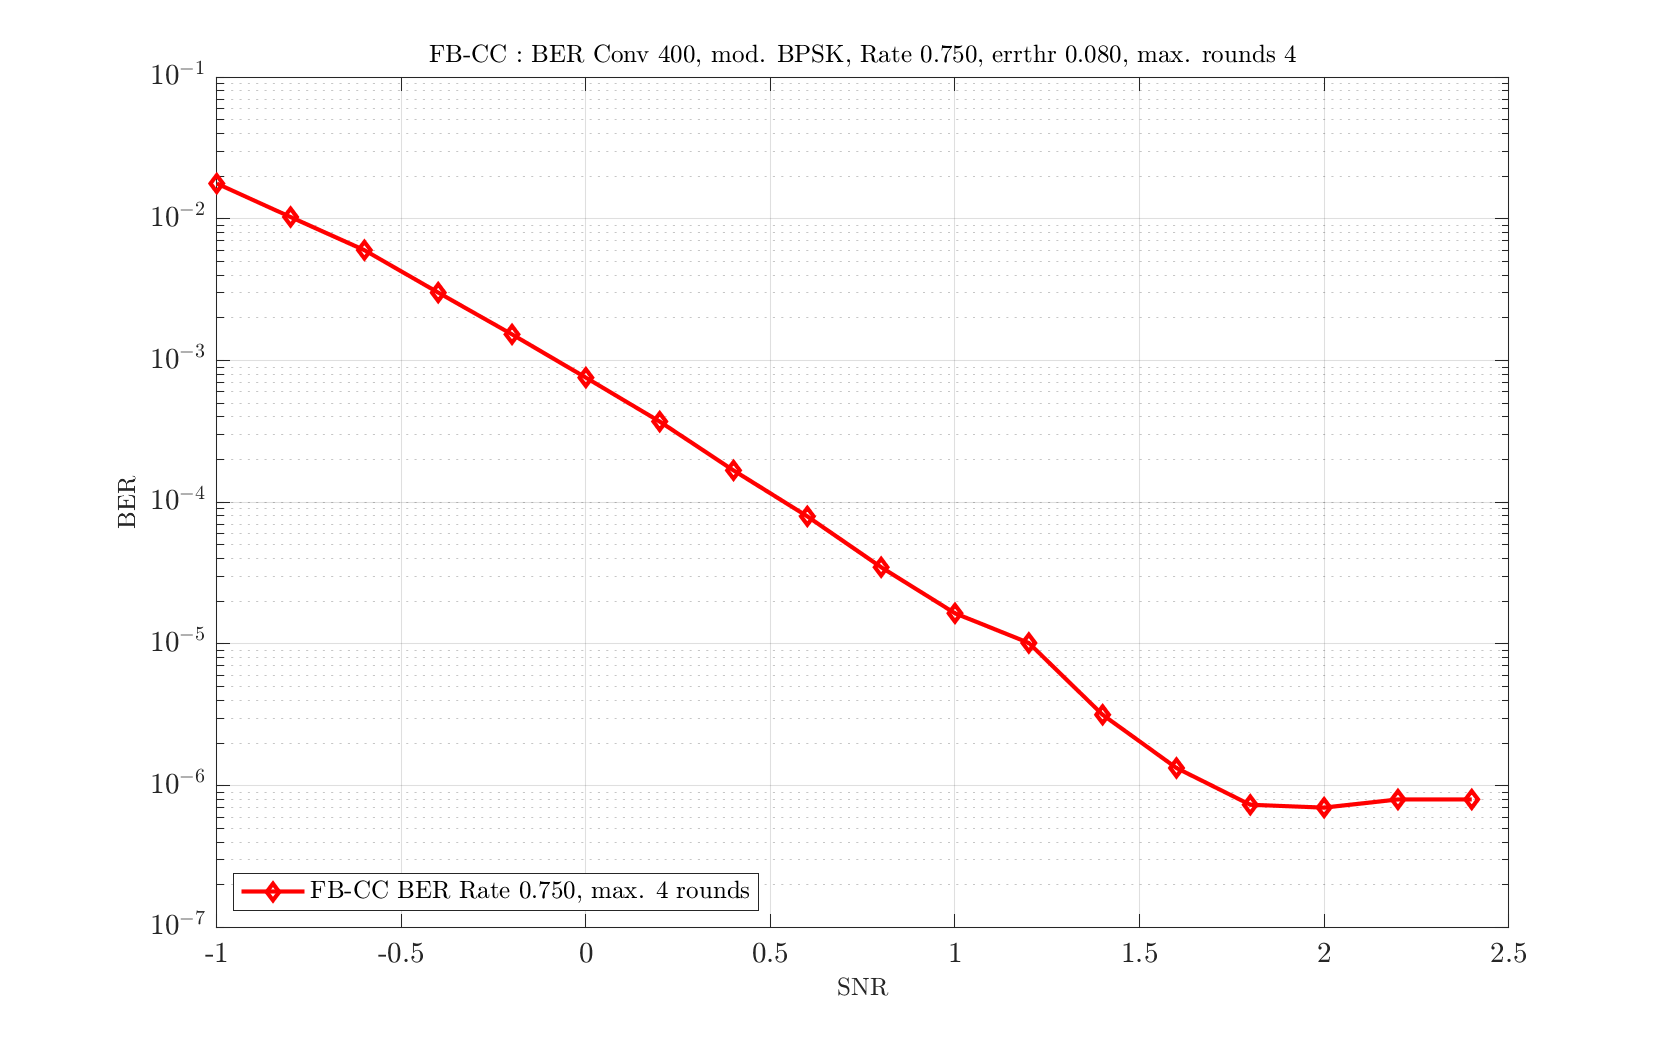 FB-CC : BER Conv 400, mod. BPSK, Rate 0.750, errthr 0.080, max. rounds 4
10^{-1}
10^{-2}
10^{-3}
10^{-4}
10^{-5}
10^{-6}
10^{-7}
BER
FB-CC BER Rate 0.750, max. 4 rounds
-1 -0.5 0 0.5 1 1.5 2 2.5
SNR